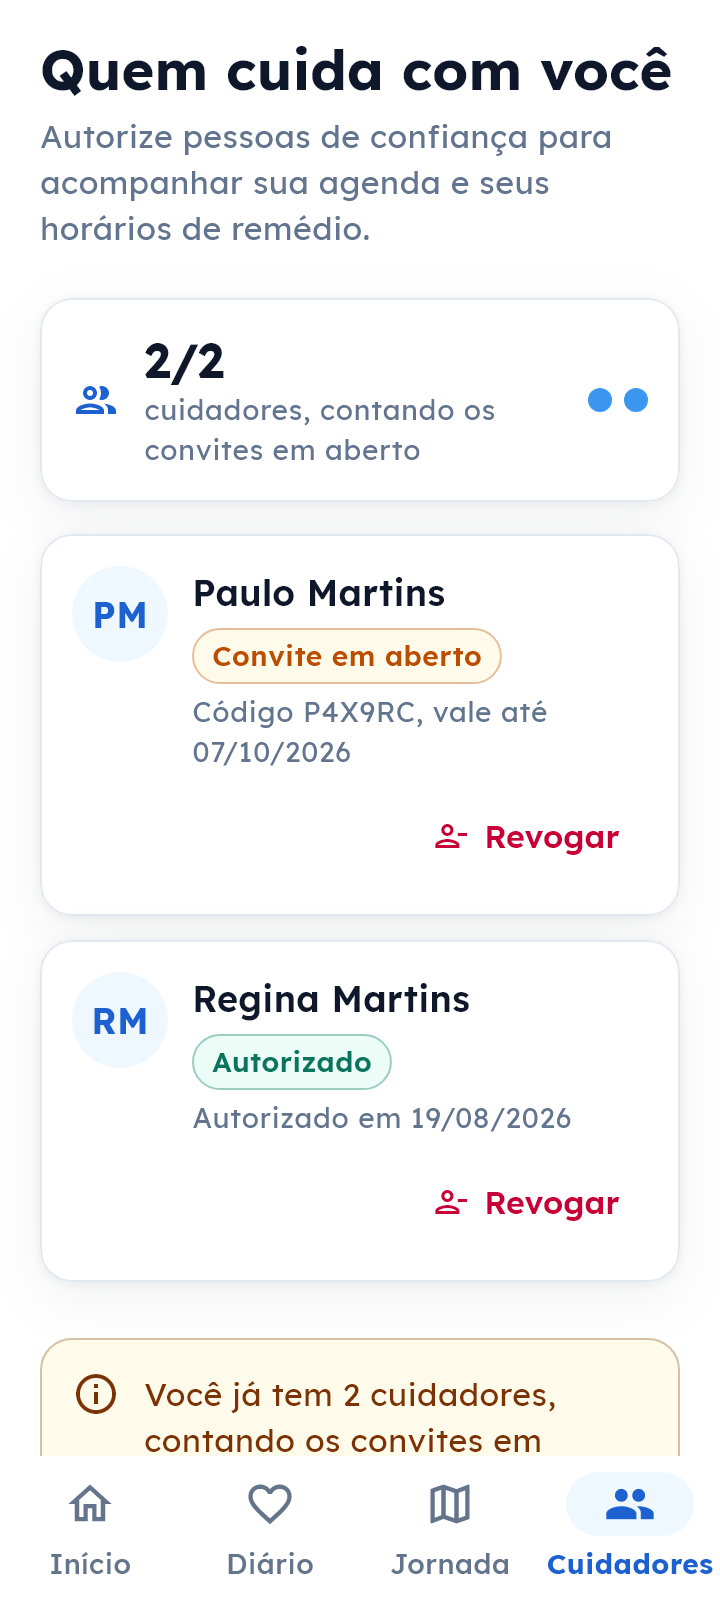 Quem cuida com você
Autorize pessoas de confiança para
acompanhar sua agenda e seus
horários de remédio.
2/2
cuidadores, contando os
convites em aberto
PM
Paulo Martins
Convite em aberto
Código P4X9RC, vale até
07/10/2026
Revogar
RM
Regina Martins
Autorizado
Autorizado em 19/08/2026
Revogar
Você já tem 2 cuidadores,
contando os convites em
Início
Diário
Jornada
Cuidadores